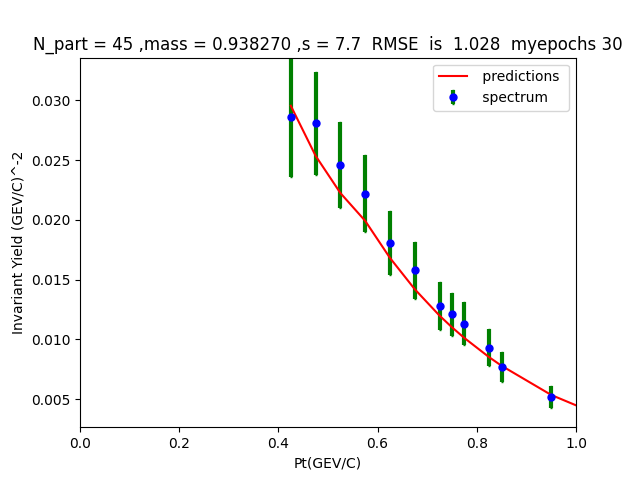 N_part = 45 ,mass = 0.938270 ,s = 7.7  RMSE  is  1.028  myepochs 30
predictions
spectrum
0.030
0.025
0.020
0.015
0.010
0.005
Invariant Yield (GEV/C)^-2
0.0 0.2 0.4 0.6 0.8 1.0
Pt(GEV/C)